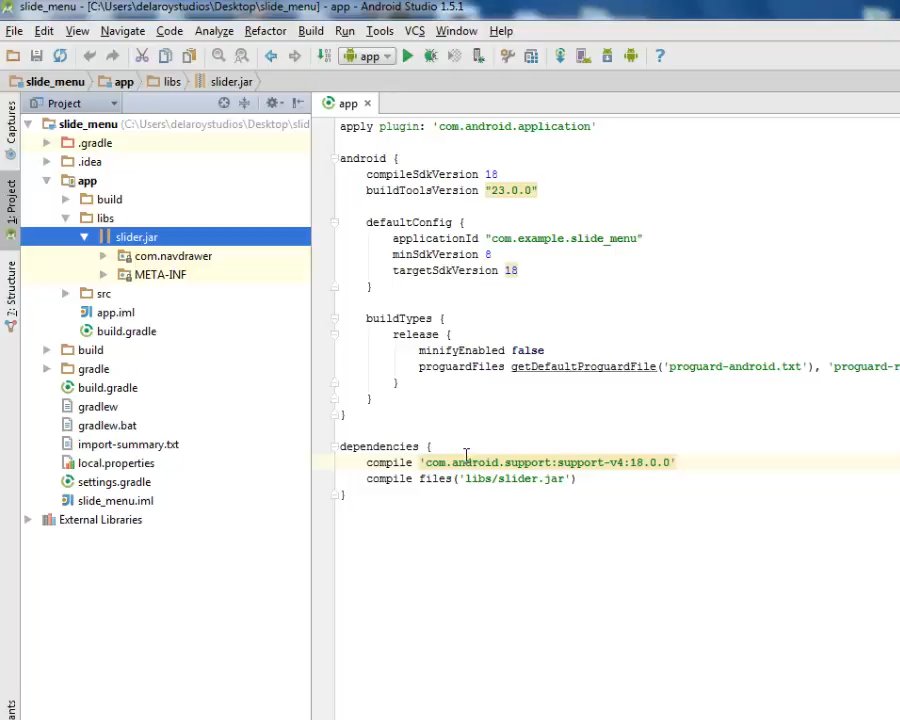 slide_menu - [C:\Users\delaroystudios\Desktop\slide_menu] - app - Android Studio 1.5.1
File Edit View Navigate Code Analyze Refactor Build Run Tools VCS Window Help
app
slide_menu app libs slider.jar
Captures
1: Project
2: Structure
Project
slide_menu (C:\Users\delaroystudios\Desktop\slid
.gradle
.idea
app
build
libs
slider.jar
com.navdrawer
META-INF
src
app.iml
build.gradle
build
gradle
build.gradle
gradlew
gradlew.bat
import-summary.txt
local.properties
settings.gradle
slide_menu.iml
External Libraries
app
apply plugin: 'com.android.application'
android {
compileSdkVersion 18
buildToolsVersion "23.0.0"
defaultConfig {
applicationId "com.example.slide_menu"
minSdkVersion 8
targetSdkVersion 18
}
buildTypes {
release {
minifyEnabled false
proguardFiles getDefaultProguardFile('proguard-android.txt'), 'proguard-r
}
}
}
dependencies {
compile 'com.android.support:support-v4:18.0.0'
compile files('libs/slider.jar')
}